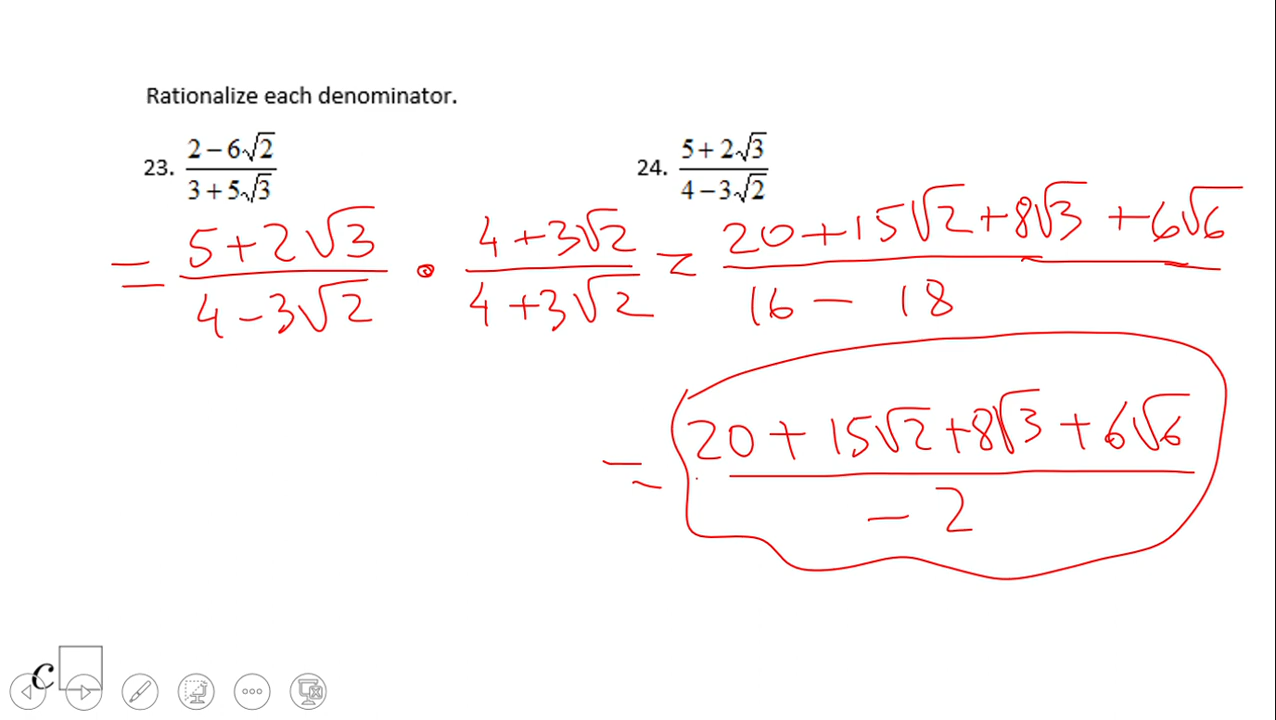 Rationalize each denominator.
23. (2 − 6√2)/(3 + 5√3)
24. (5 + 2√3)/(4 − 3√2)
= (5 + 2√3)/(4 − 3√2) • (4 + 3√2)/(4 + 3√2) = (20 + 15√2 + 8√3 + 6√6)/(16 − 18)
= (20 + 15√2 + 8√3 + 6√6)/(− 2)
c